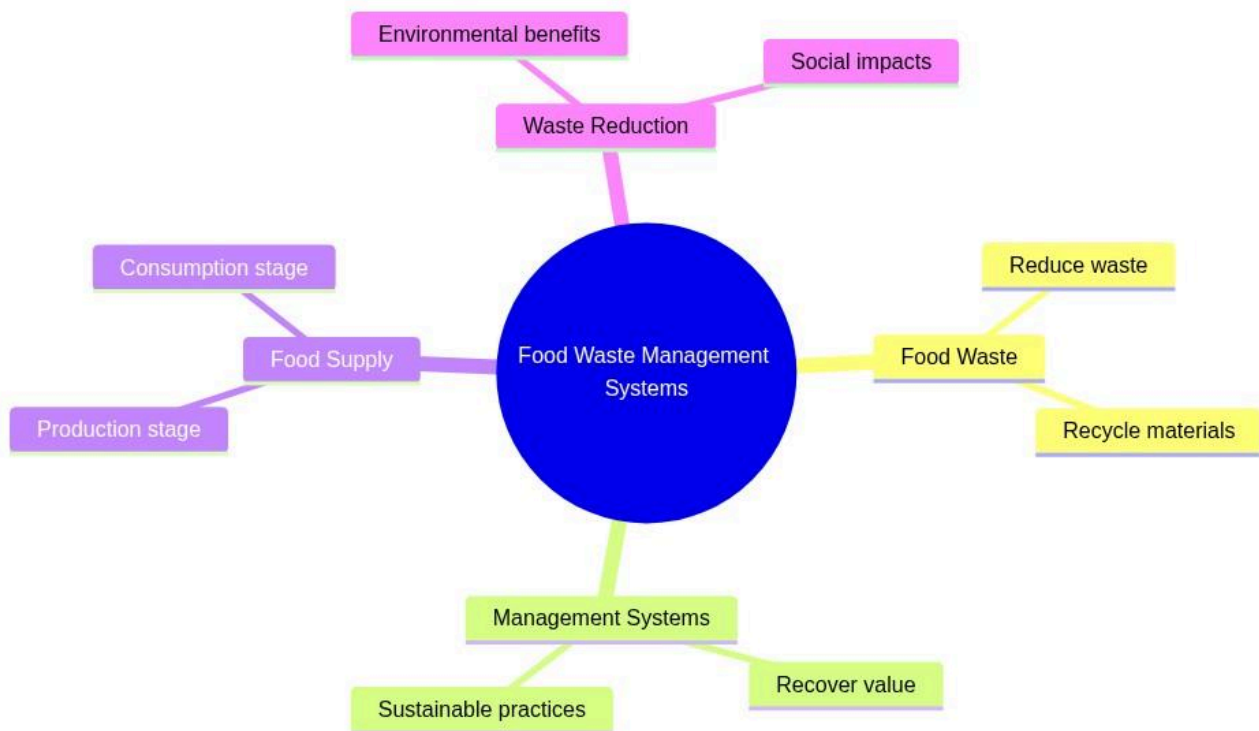 Environmental benefits
Social impacts
Waste Reduction
Consumption stage
Reduce waste
Food Supply
Food Waste Management
Systems
Food Waste
Production stage
Recycle materials
Management Systems
Recover value
Sustainable practices